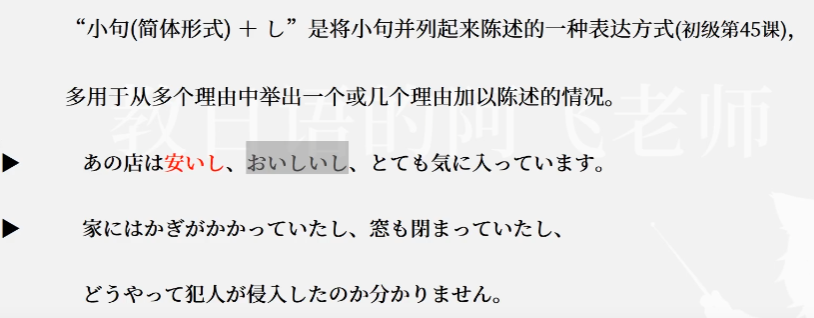 “小句(简体形式) ＋ し”是将小句并列起来陈述的一种表达方式(初级第45课),
多用于从多个理由中举出一个或几个理由加以陈述的情况。
▶ あの店は安いし、おいしいし、とても気に入っています。
▶ 家にはかぎがかかっていたし、窓も閉まっていたし、
どうやって犯人が侵入したのか分かりません。
教日语的阿飞老师